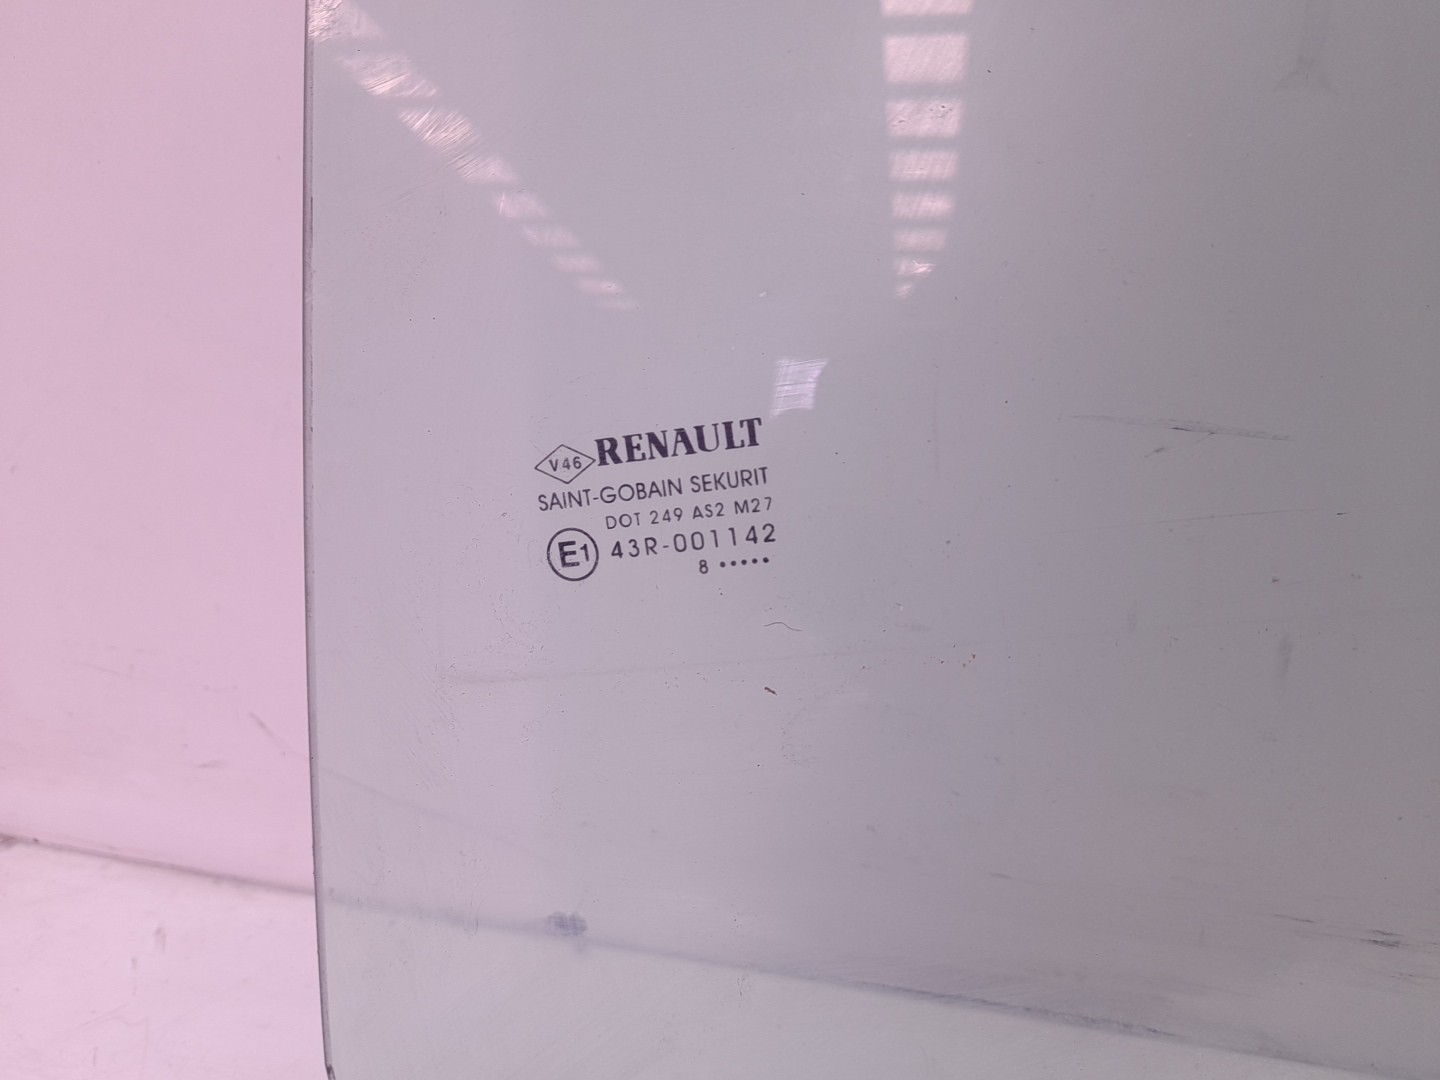 V46 RENAULT
SAINT-GOBAIN SEKURIT
DOT 249 AS2 M27
E1 43R-001142
8 •••••